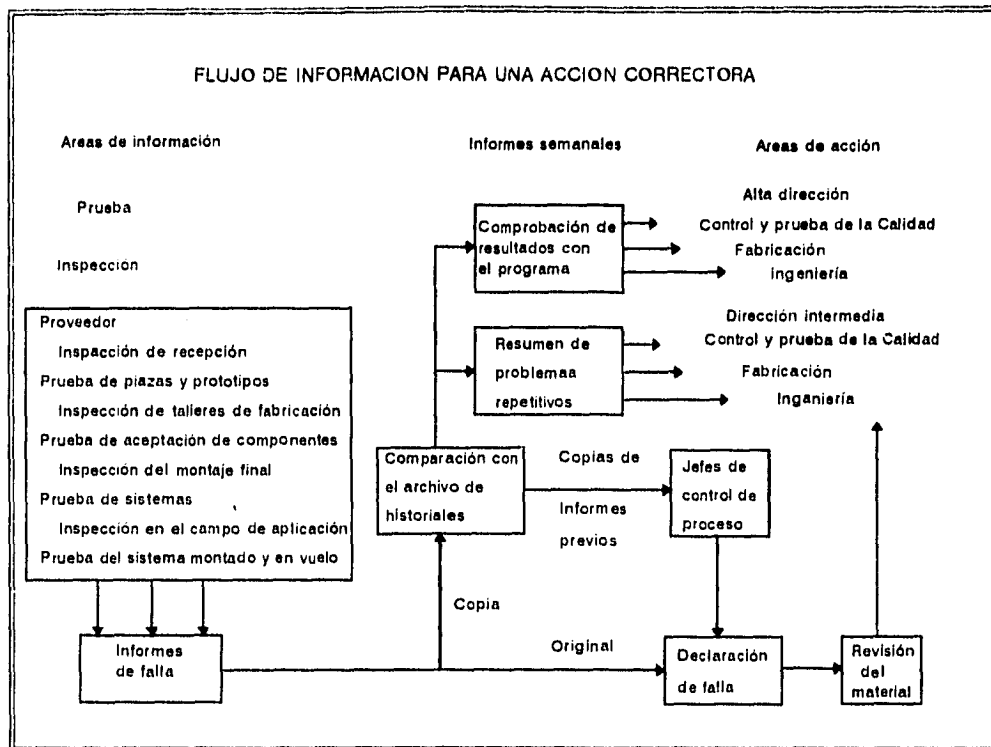 FLUJO DE INFORMACION PARA UNA ACCION CORRECTORA
Areas de información
Informes semanales
Areas de acción
Prueba
Inspección
Proveedor
Inspacción de recepción
Prueba de piazas y prototipos
Inspección de talleres de fabricación
Prueba de aceptación de componentes
Inspección del montaje final
Prueba de sistemas
Inspección en el campo de aplicación
Prueba del sistema montado y en vuelo
Informes
de falla
Comprobación de
resultados con
el programa
Alta dirección
Control y prueba de la Calidad
Fabricación
ingeniería
Resumen de
problemaa
repetitivos
Dirección intermedia
Control y prueba de la Calidad
Fabricación
Inganiería
Comparación con
el archivo de
historiales
Copias de
Informes
previos
Jefes de
control de
proceso
Copia
Original
Declaración
de falla
Revisión
del
material